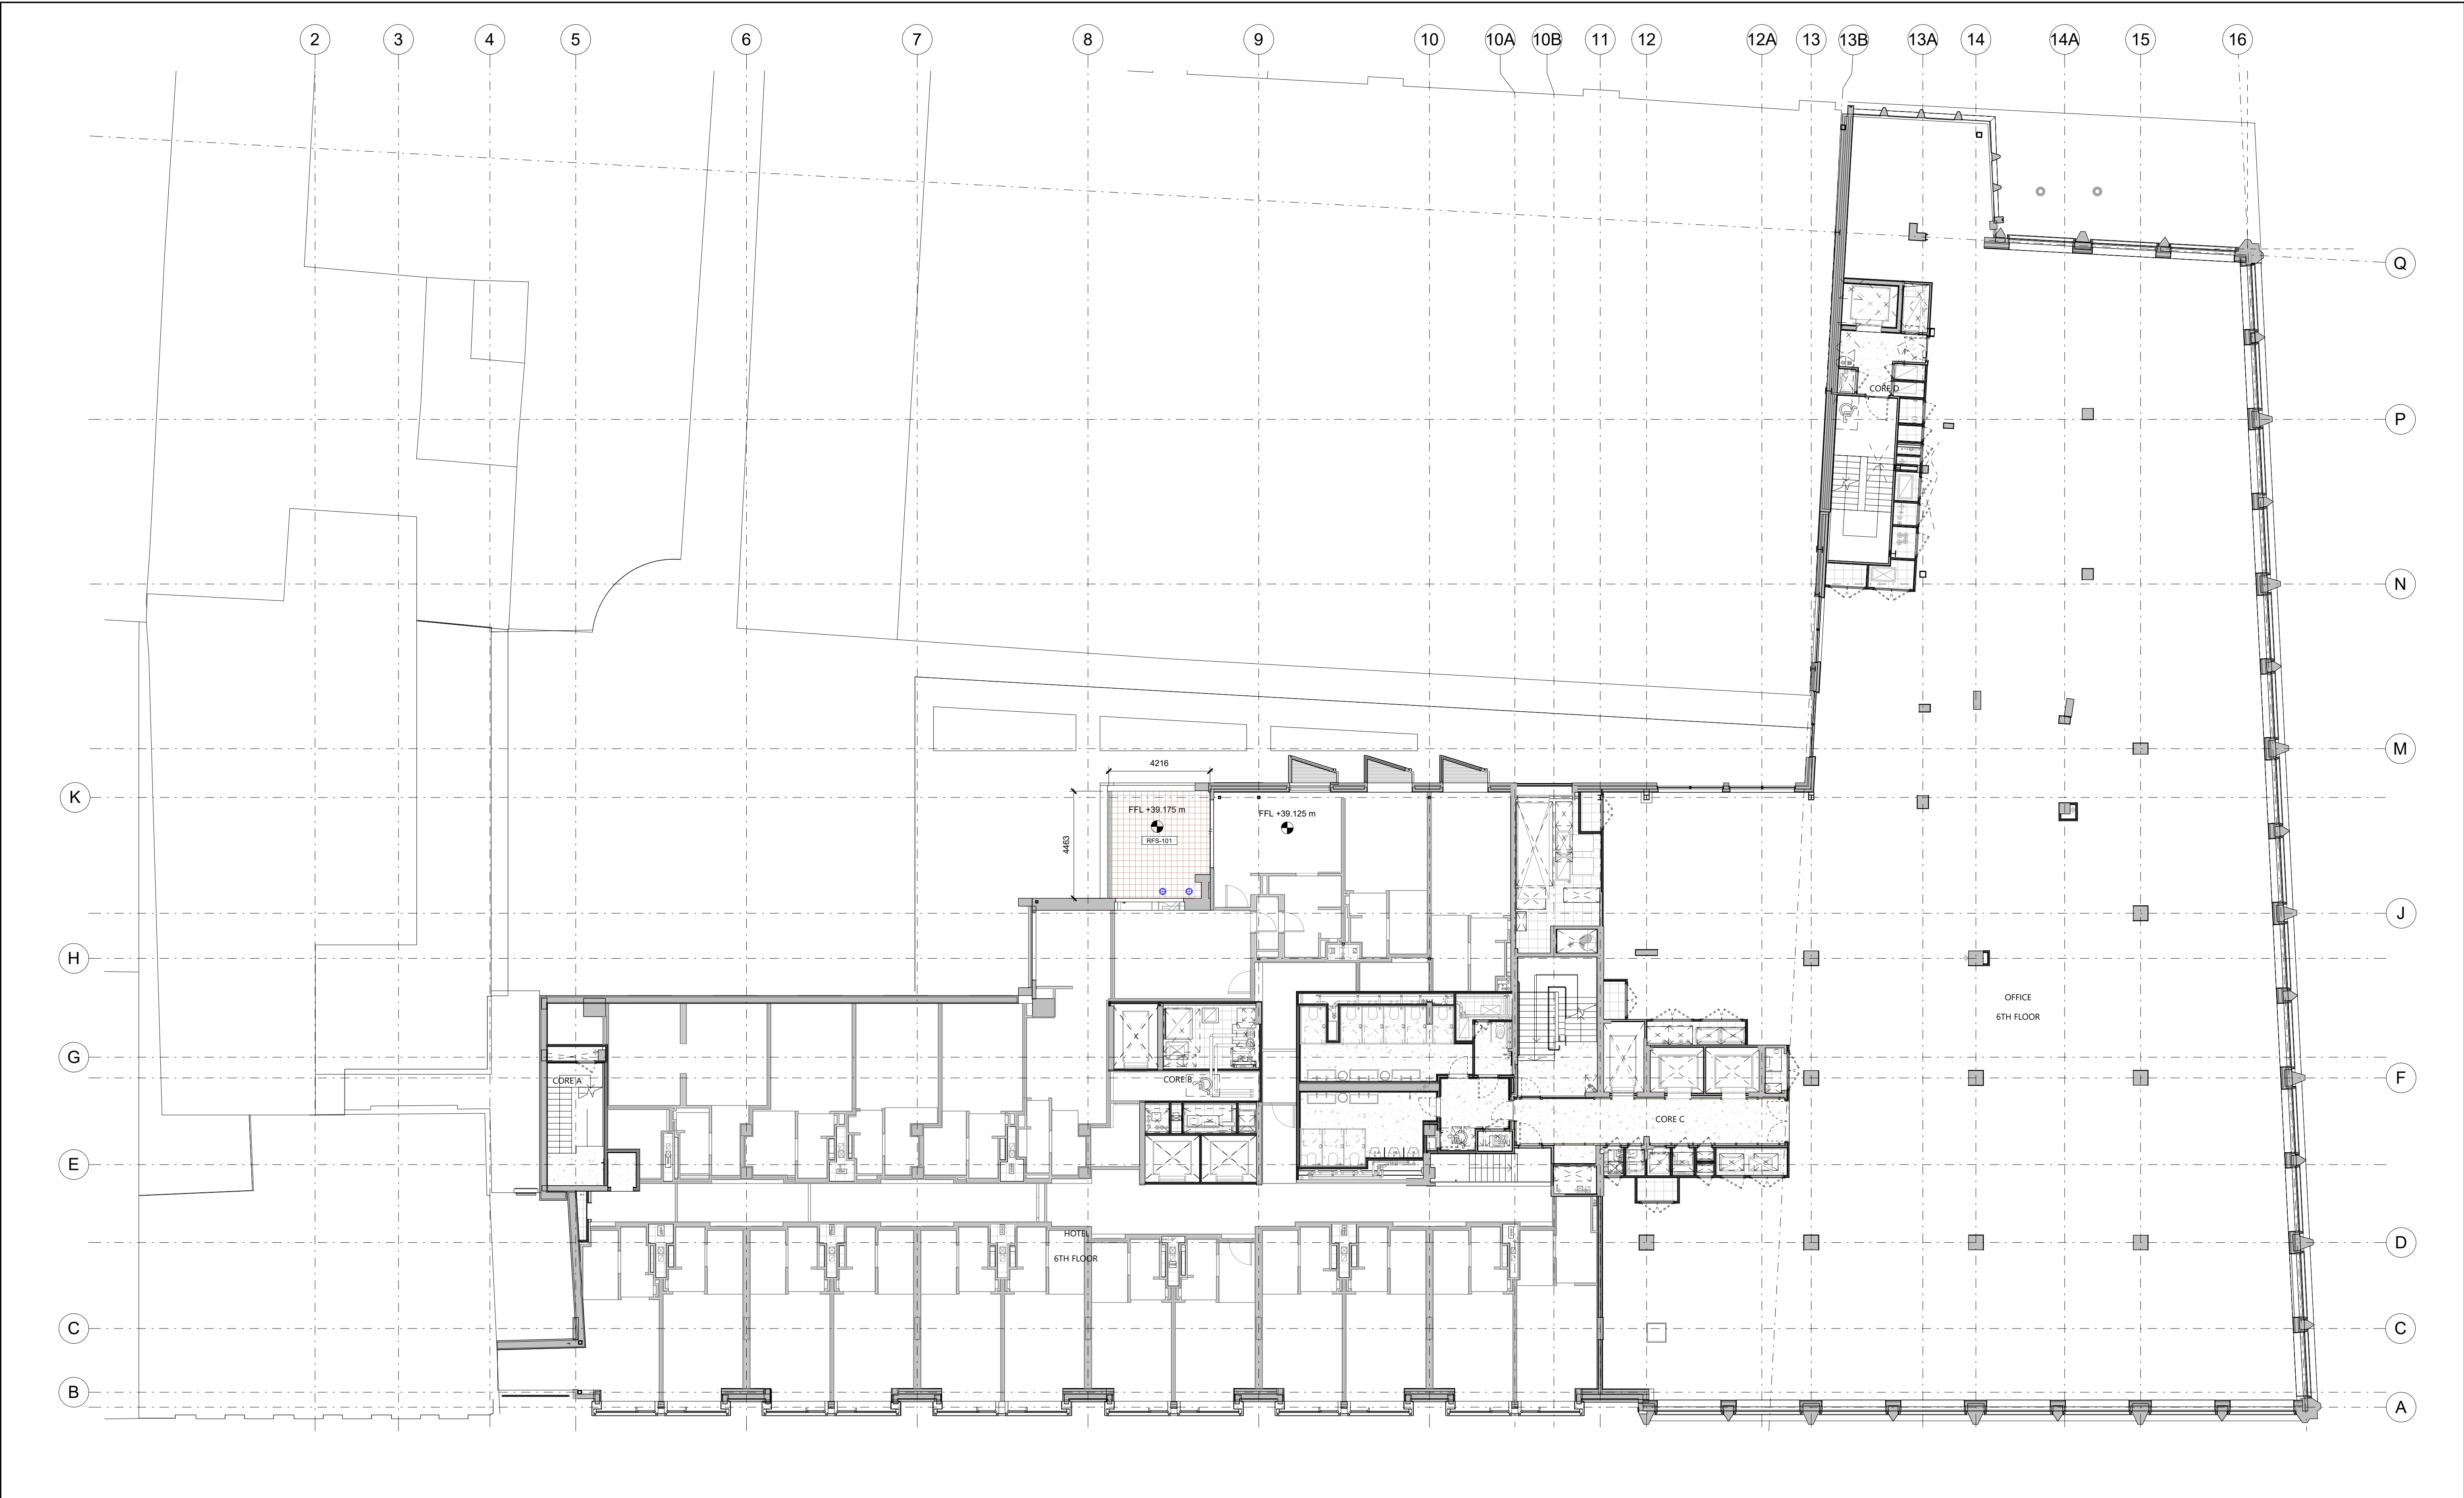 2
3
4
5
6
7
8
9
10
10A
10B
11
12
12A
13
13B
13A
14
14A
15
16
Q
P
N
M
K
4216
4463
FFL +39.175 m
RFS-101
FFL +39.125 m
CORE D
J
H
OFFICE
6TH FLOOR
G
F
CORE A
CORE B
CORE C
E
D
HOTEL
6TH FLOOR
C
C
B
A